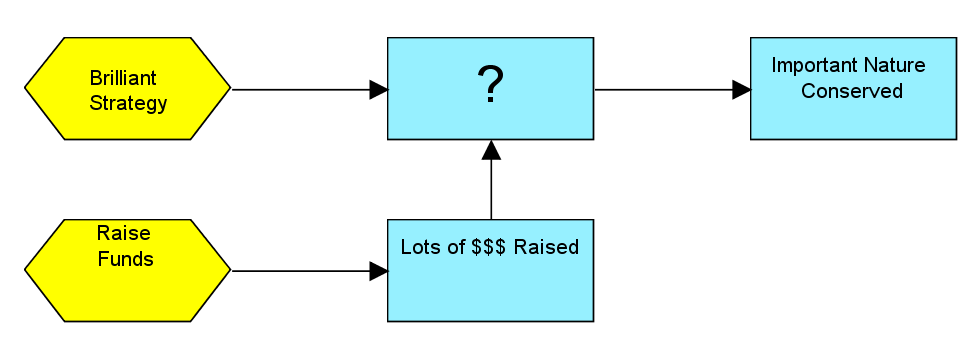 Brilliant
Strategy
?
Important Nature
Conserved
Raise
Funds
Lots of $$$ Raised